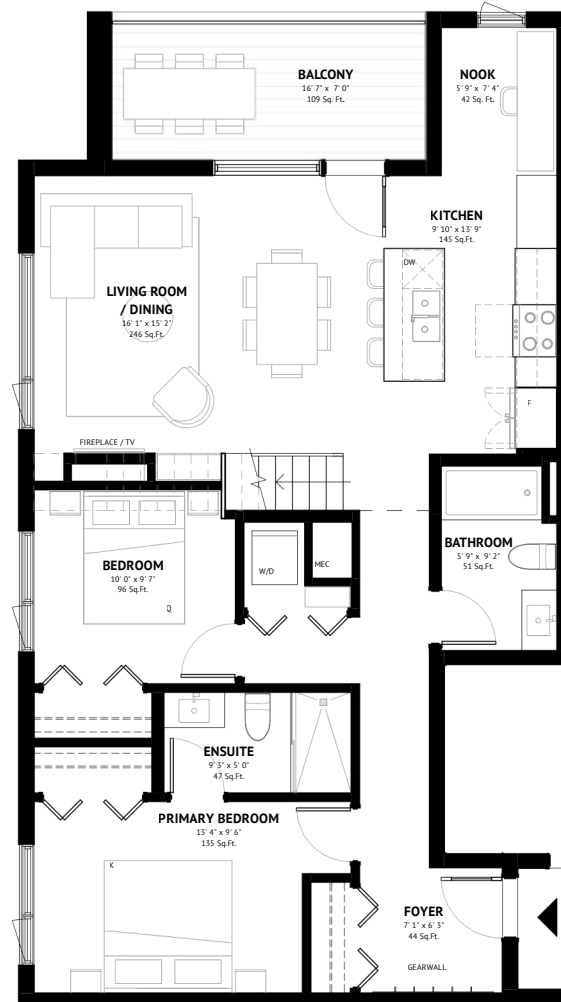 BALCONY
16' 7" x 7' 0"
109 Sq. Ft.
NOOK
5' 9" x 7' 4"
42 Sq. Ft.
KITCHEN
9' 10" x 13' 9"
145 Sq.Ft.
DW
LIVING ROOM
/ DINING
16' 1" x 15' 2"
246 Sq.Ft.
F
FIREPLACE / TV
BEDROOM
10' 0" x 9' 7"
96 Sq.Ft.
Q
W/D
MEC
BATHROOM
5' 9" x 9' 2"
51 Sq.Ft.
ENSUITE
9' 3" x 5' 0"
47 Sq.Ft.
PRIMARY BEDROOM
13' 4" x 9' 6"
135 Sq.Ft.
K
FOYER
7' 1" x 6' 3"
44 Sq.Ft.
GEARWALL